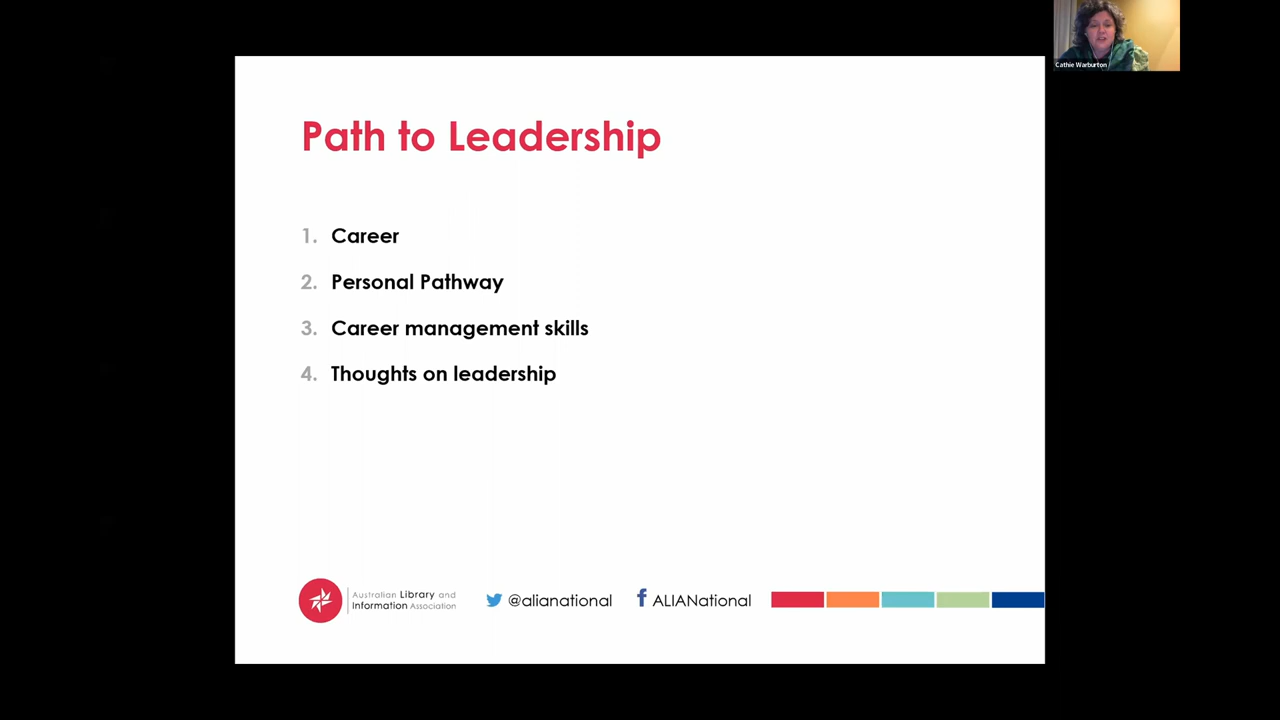 Cathie Warburton
Path to Leadership
1. Career
2. Personal Pathway
3. Career management skills
4. Thoughts on leadership
Australian Library and
Information Association
@alianational
ALIANational